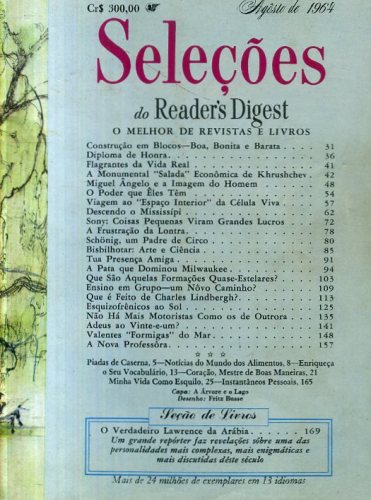 Cr$ 300,00
Agôsto de 1964
Seleções
do Reader's Digest
O MELHOR DE REVISTAS E LIVROS
Construção em Blocos—Boa, Bonita e Barata . . . . 31
Diploma de Honra. . . . . . . . . . . . . . 36
Flagrantes da Vida Real . . . . . . . . . . . 41
A Monumental "Salada" Econômica de Khrushchev . 42
Miguel Ângelo e a Imagem do Homem . . . . . 48
O Poder que Êles Têm . . . . . . . . . . . . 54
Viagem ao "Espaço Interior" da Célula Viva . . . . 57
Descendo o Mississípi . . . . . . . . . . . . 62
Sony: Coisas Pequenas Viram Grandes Lucros . . . 72
A Frustração da Lontra. . . . . . . . . . . . 78
Schönig, um Padre de Circo . . . . . . . . . . 80
Bisbilhotar: Arte e Ciência . . . . . . . . . . 85
Tua Presença Amiga . . . . . . . . . . . . . 91
A Pata que Dominou Milwaukee . . . . . . . . 94
Que São Aquelas Formações Quase-Estelares? . . . 103
Ensino em Grupo—um Nôvo Caminho? . . . . . 109
Que é Feito de Charles Lindbergh? . . . . . . . 113
Esquizofrênicos ao Sol . . . . . . . . . . . . 125
Não Há Mais Motoristas Como os de Outrora . . . 135
Adeus ao Vinte-e-um? . . . . . . . . . . . . 141
Valentes "Formigas" do Mar . . . . . . . . . . 148
A Nova Professôra. . . . . . . . . . . . . . 157
Piadas de Caserna, 5—Notícias do Mundo dos Alimentos, 8—Enriqueça
o Seu Vocabulário, 13—Coração, Mestre de Boas Maneiras, 21
Minha Vida Como Esquilo, 25—Instantâneos Pessoais, 165
Capa: A Árvore e o Lago
Desenho: Fritz Busse
Seção de Livros
O Verdadeiro Lawrence da Arábia. . . . . . 169
Um grande repórter faz revelações sôbre uma das
personalidades mais complexas, mais enigmáticas e
mais discutidas dêste século
Mais de 24 milhões de exemplares em 13 idiomas